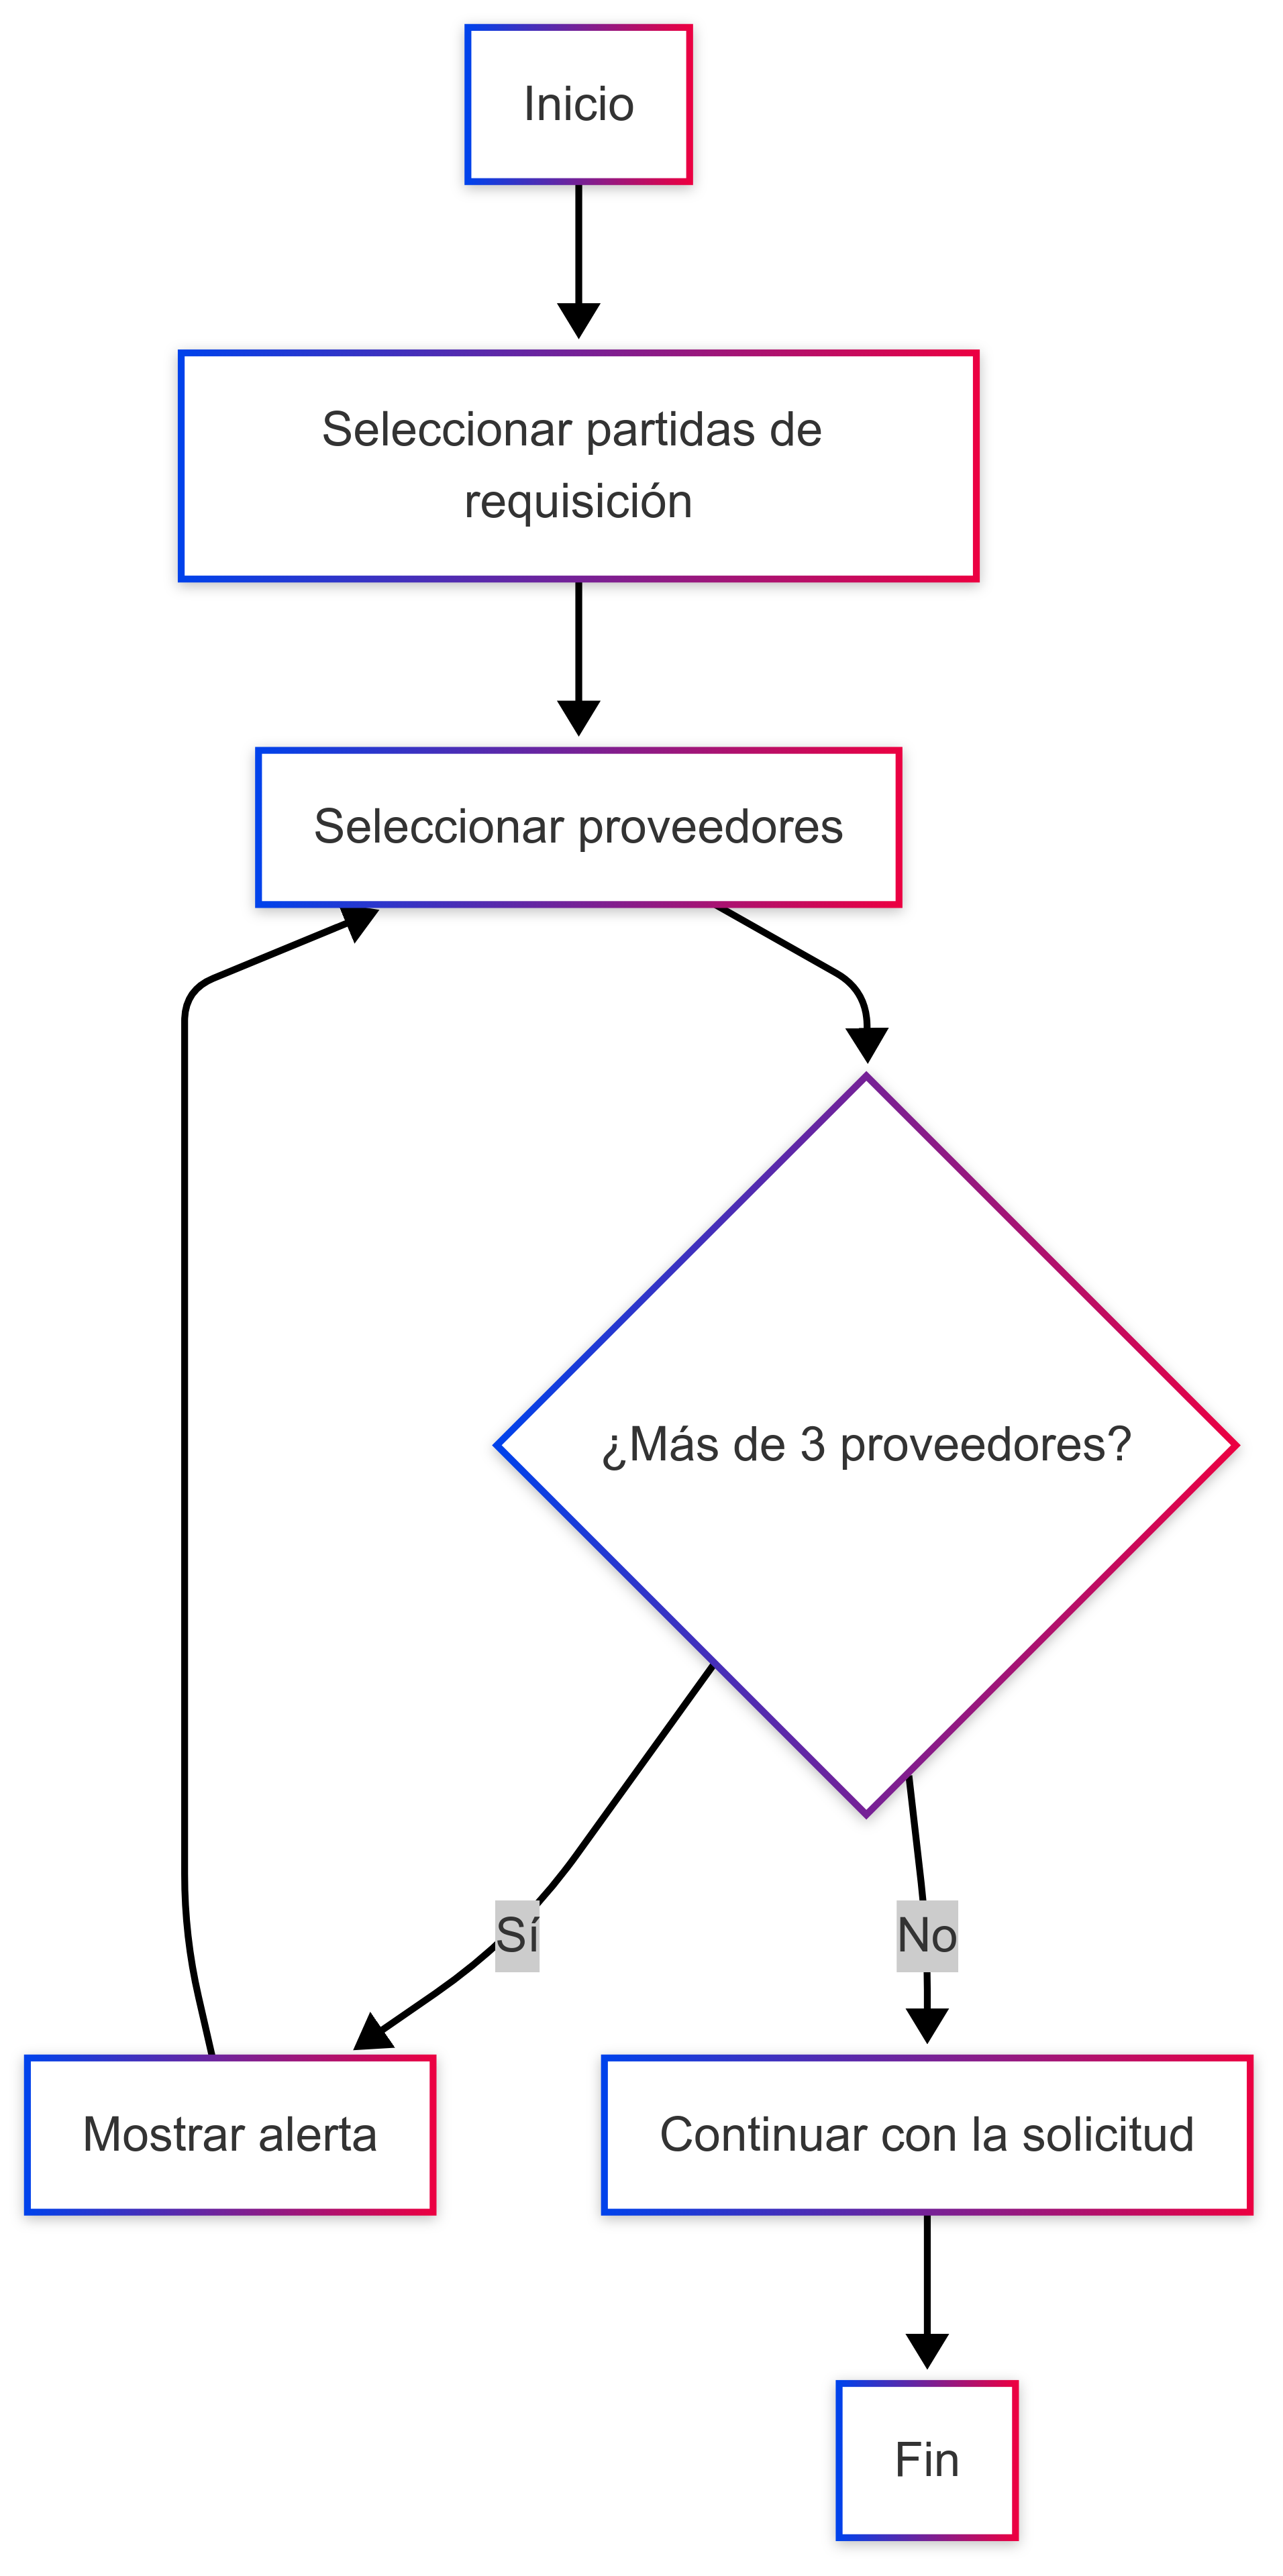 Inicio
Seleccionar partidas de
requisición
Seleccionar proveedores
¿Más de 3 proveedores?
Sí
No
Mostrar alerta
Continuar con la solicitud
Fin